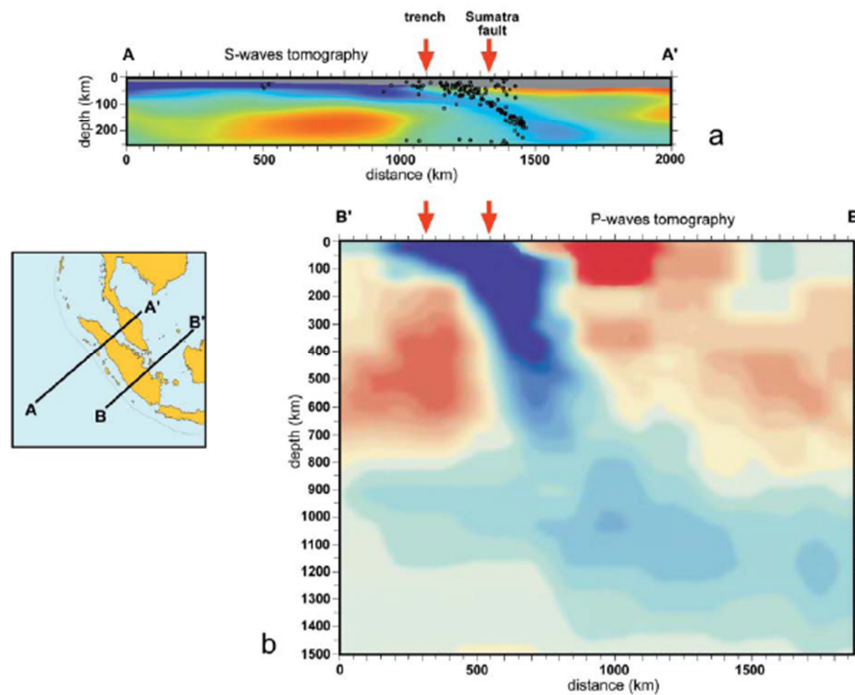 trench Sumatra
fault
A S-waves tomography A'
0
100
200
depth (km)
0 500 1000 1500 2000
distance (km)
a
B' P-waves tomography B
0
100
200
300
400
500
600
700
800
900
1000
1100
1200
1300
1400
1500
depth (km)
0 500 1000 1500
distance (km)
b
A'
B'
A
B